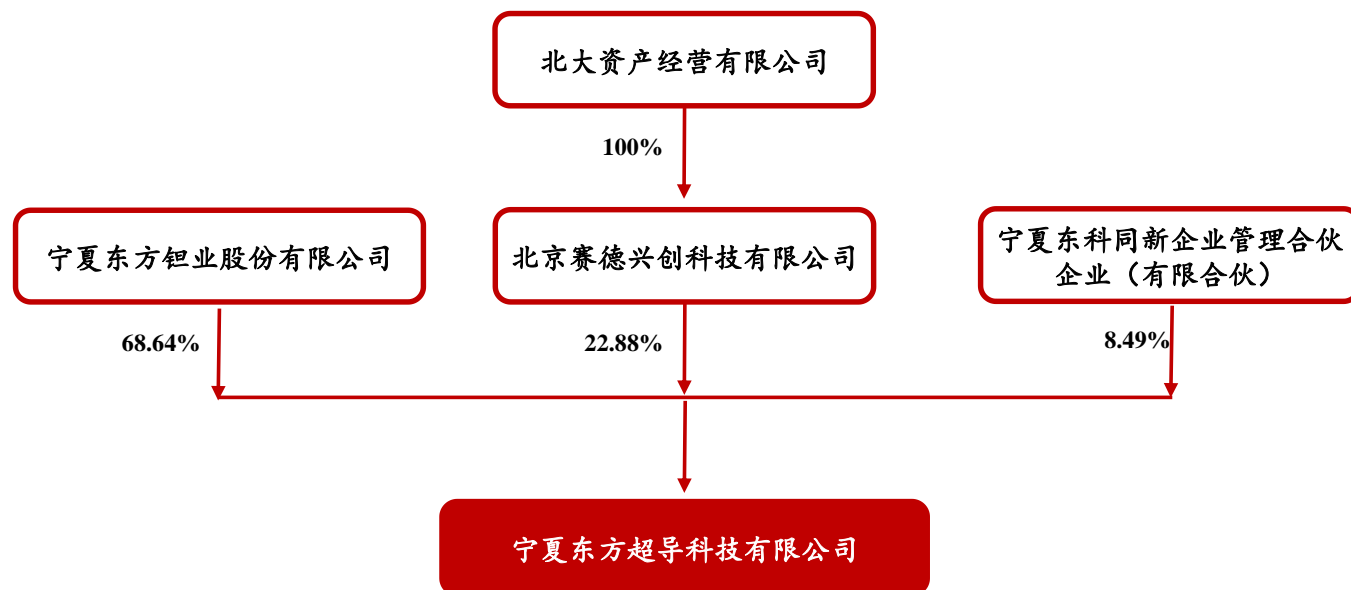 北大资产经营有限公司
100%
宁夏东方钽业股份有限公司
北京赛德兴创科技有限公司
宁夏东科同新企业管理合伙
企业（有限合伙）
68.64%
22.88%
8.49%
宁夏东方超导科技有限公司